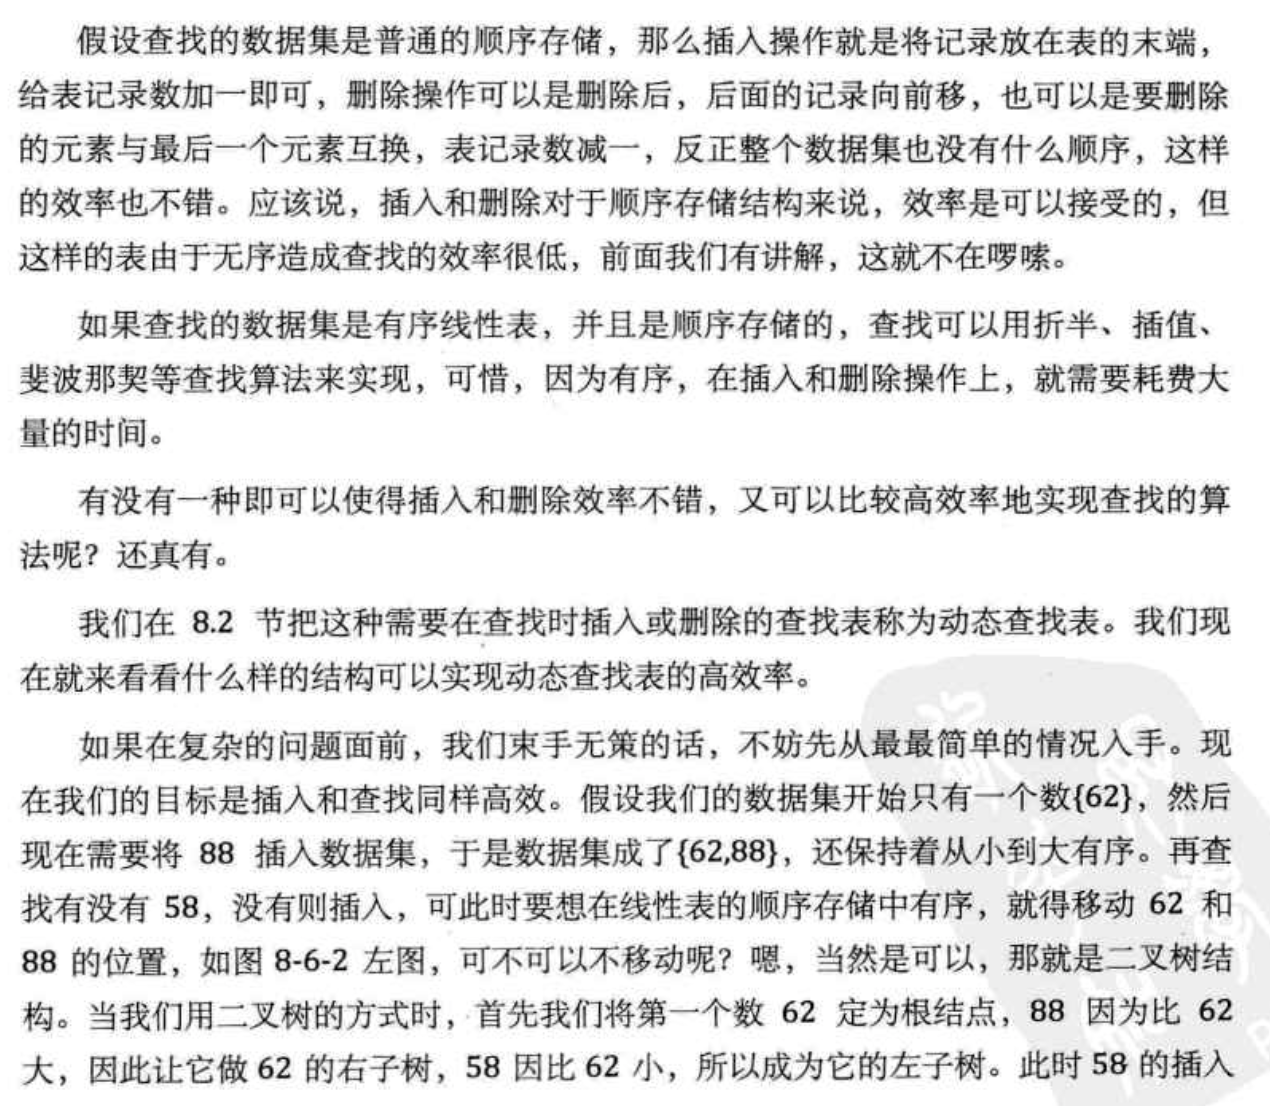 假设查找的数据集是普通的顺序存储，那么插入操作就是将记录放在表的末端，
给表记录数加一即可，删除操作可以是删除后，后面的记录向前移，也可以是要删除
的元素与最后一个元素互换，表记录数减一，反正整个数据集也没有什么顺序，这样
的效率也不错。应该说，插入和删除对于顺序存储结构来说，效率是可以接受的，但
这样的表由于无序造成查找的效率很低，前面我们有讲解，这就不在啰嗦。
如果查找的数据集是有序线性表，并且是顺序存储的，查找可以用折半、插值、
斐波那契等查找算法来实现，可惜，因为有序，在插入和删除操作上，就需要耗费大
量的时间。
有没有一种即可以使得插入和删除效率不错，又可以比较高效率地实现查找的算
法呢？还真有。
我们在 8.2 节把这种需要在查找时插入或删除的查找表称为动态查找表。我们现
在就来看看什么样的结构可以实现动态查找表的高效率。
如果在复杂的问题面前，我们束手无策的话，不妨先从最最简单的情况入手。现
在我们的目标是插入和查找同样高效。假设我们的数据集开始只有一个数{62}，然后
现在需要将 88 插入数据集，于是数据集成了{62,88}，还保持着从小到大有序。再查
找有没有 58，没有则插入，可此时要想在线性表的顺序存储中有序，就得移动 62 和
88 的位置，如图 8-6-2 左图，可不可以不移动呢？嗯，当然是可以，那就是二叉树结
构。当我们用二叉树的方式时，首先我们将第一个数 62 定为根结点，88 因为比 62
大，因此让它做 62 的右子树，58 因比 62 小，所以成为它的左子树。此时 58 的插入